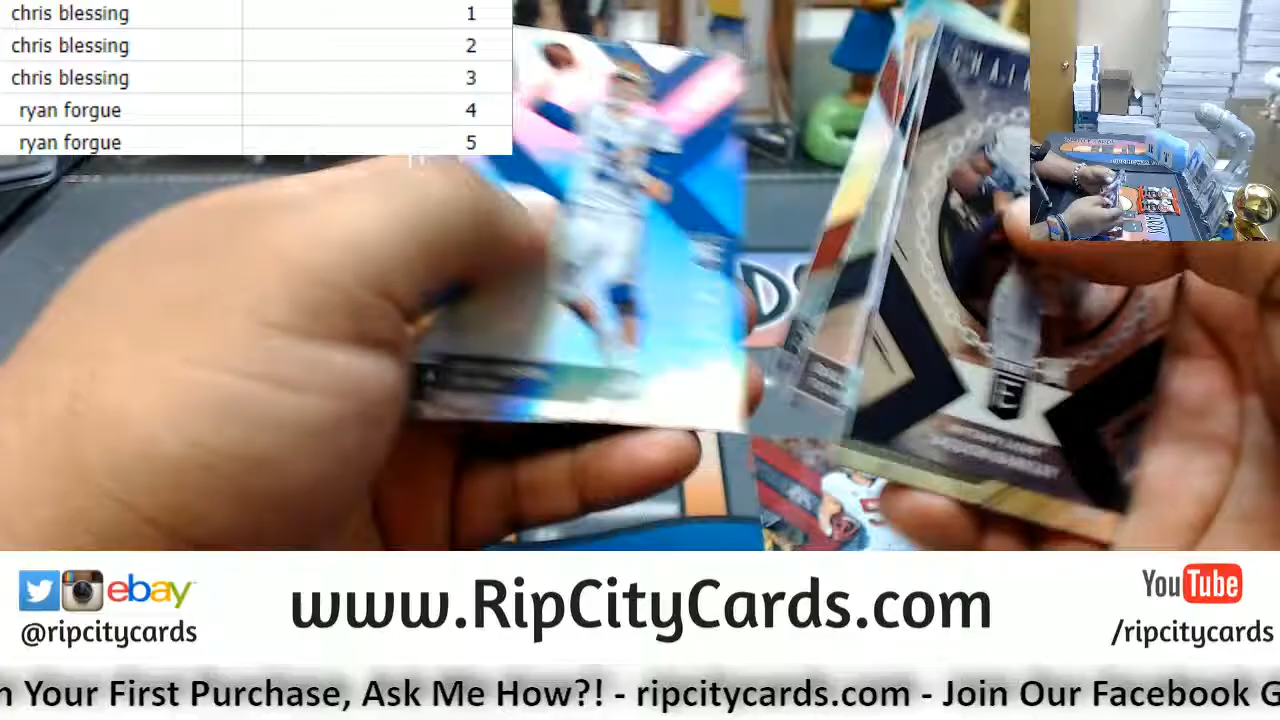 chris blessing 1
chris blessing 2
chris blessing 3
ryan forgue 4
ryan forgue 5
CHAIN
ebay
@ripcitycards
www.RipCityCards.com
YouTube
/ripcitycards
n Your First Purchase, Ask Me How?! - ripcitycards.com - Join Our Facebook G